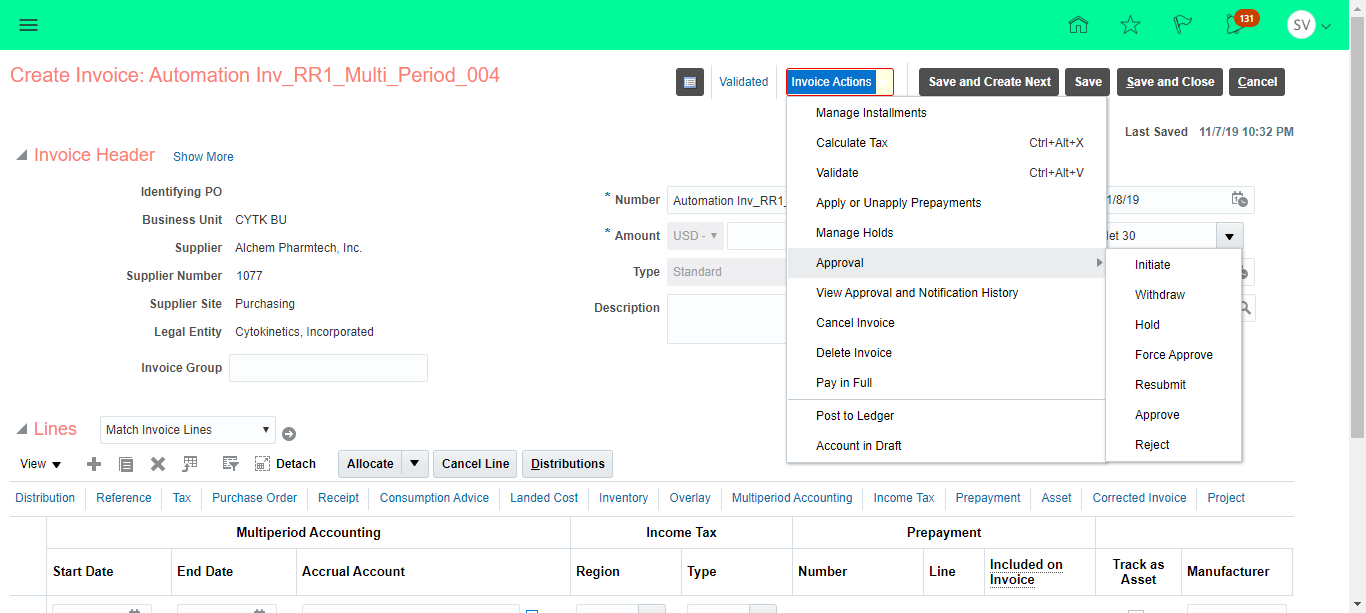 131
SV
Create Invoice: Automation Inv_RR1_Multi_Period_004
Validated
Invoice Actions
Save and Create Next
Save
Save and Close
Cancel
Last Saved 11/7/19 10:32 PM
Invoice Header
Show More
Identifying PO
Business Unit CYTK BU
Supplier Alchem Pharmtech, Inc.
Supplier Number 1077
Supplier Site Purchasing
Legal Entity Cytokinetics, Incorporated
Invoice Group
* Number Automation Inv_RR1_
* Amount USD -
Type Standard
Description
1/8/19
let 30
Manage Installments
Calculate Tax Ctrl+Alt+X
Validate Ctrl+Alt+V
Apply or Unapply Prepayments
Manage Holds
Approval
View Approval and Notification History
Cancel Invoice
Delete Invoice
Pay in Full
Post to Ledger
Account in Draft
Initiate
Withdraw
Hold
Force Approve
Resubmit
Approve
Reject
Lines
Match Invoice Lines
View
Detach
Allocate
Cancel Line
Distributions
Distribution Reference Tax Purchase Order Receipt Consumption Advice Landed Cost Inventory Overlay Multiperiod Accounting Income Tax Prepayment Asset Corrected Invoice Project
Multiperiod Accounting Income Tax Prepayment
Start Date End Date Accrual Account Region Type Number Line Included on Invoice Track as Asset Manufacturer